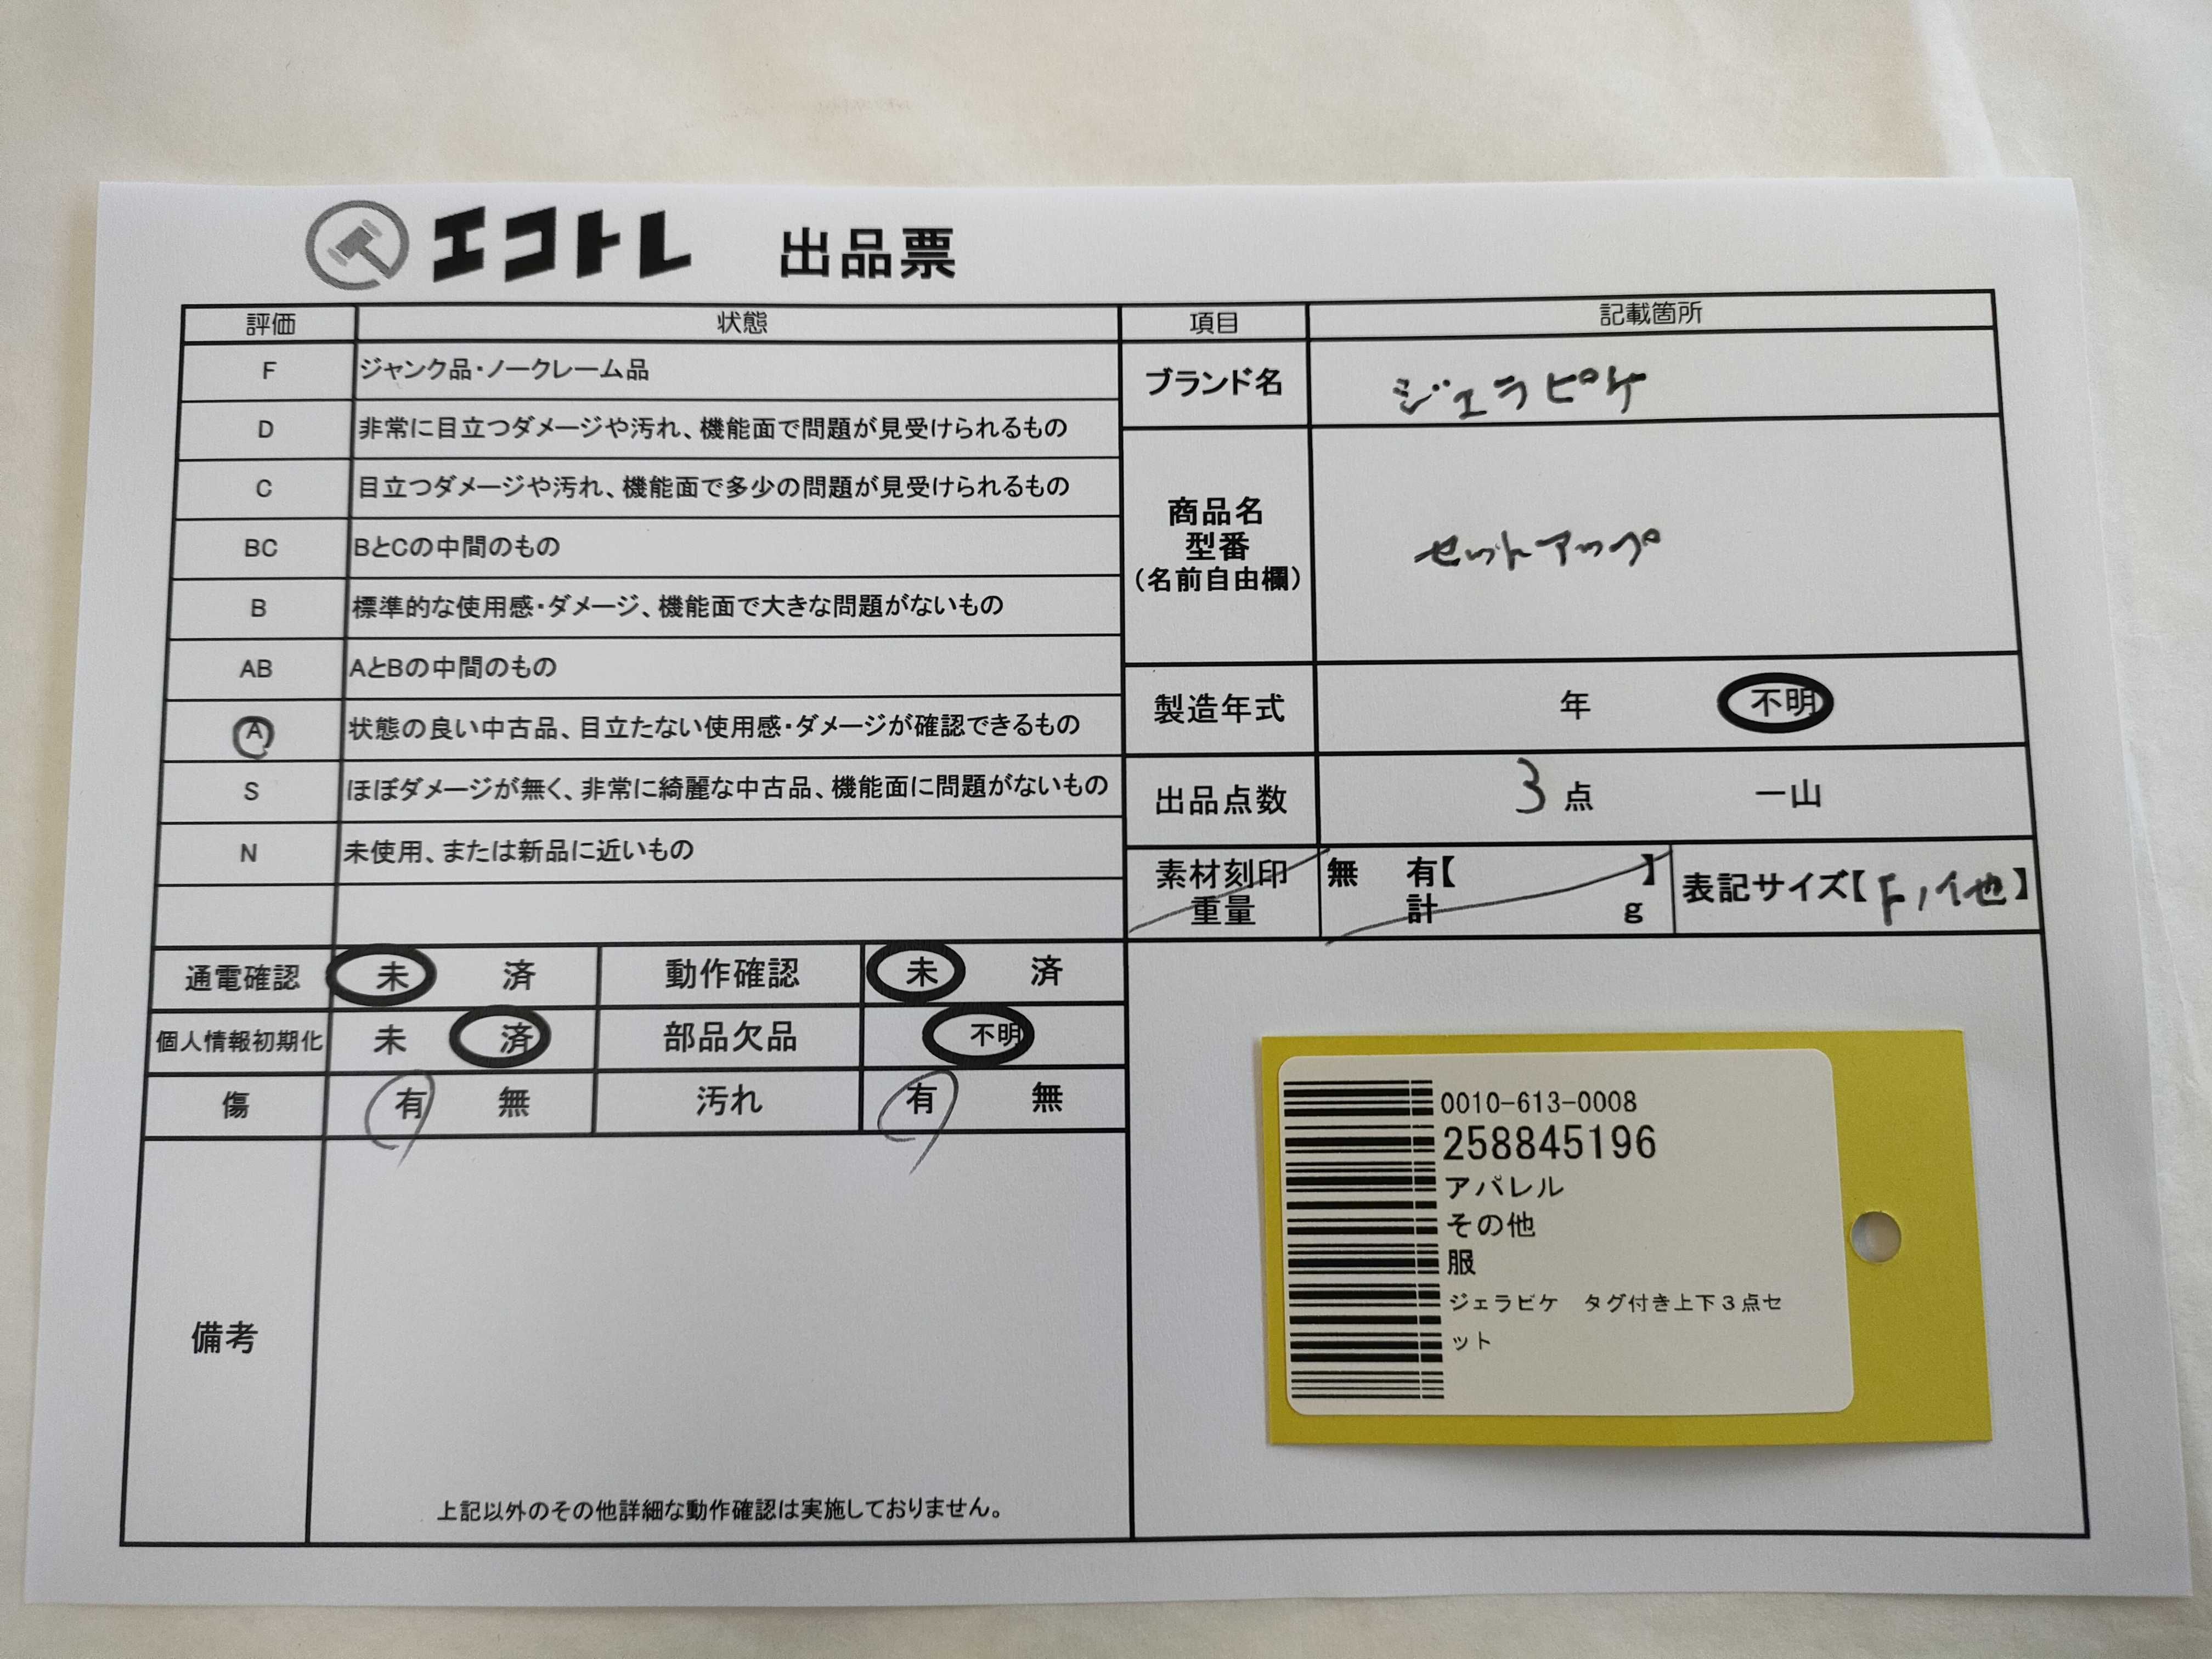 エコトレ 出品票
評価 状態
F ジャンク品・ノークレーム品
D 非常に目立つダメージや汚れ、機能面で問題が見受けられるもの
C 目立つダメージや汚れ、機能面で多少の問題が見受けられるもの
BC BとCの中間のもの
B 標準的な使用感・ダメージ、機能面で大きな問題がないもの
AB AとBの中間のもの
A 状態の良い中古品、目立たない使用感・ダメージが確認できるもの
S ほぼダメージが無く、非常に綺麗な中古品、機能面に問題がないもの
N 未使用、または新品に近いもの
通電確認 未 済 動作確認 未 済
個人情報初期化 未 済 部品欠品 不明
傷 有 無 汚れ 有 無
備考
上記以外のその他詳細な動作確認は実施しておりません。
項目 記載箇所
ブランド名 ジェラピケ
商品名
型番
(名前自由欄)
セットアップ
製造年式 年 不明
出品点数 3 点 一山
素材刻印 無 有【 】
重量 計 g
表記サイズ【F,他】
0010-613-0008
258845196
アパレル
その他
服
ジェラピケ タグ付き上下３点セ
ット